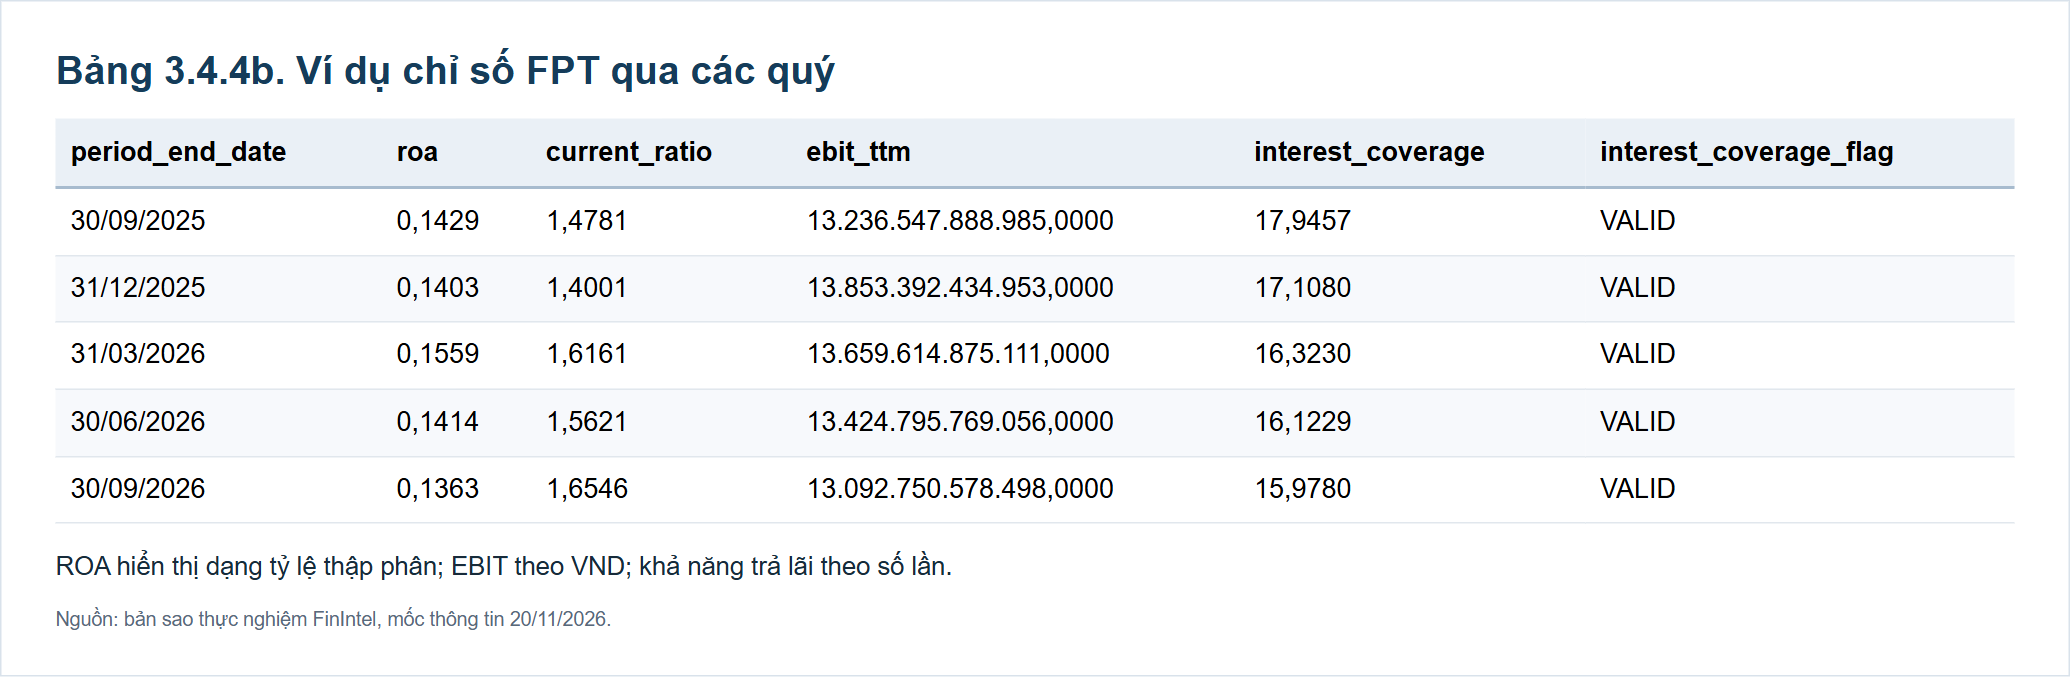 Bảng 3.4.4b. Ví dụ chỉ số FPT qua các quý
period_end_date roa current_ratio ebit_ttm interest_coverage interest_coverage_flag
30/09/2025 0,1429 1,4781 13.236.547.888.985,0000 17,9457 VALID
31/12/2025 0,1403 1,4001 13.853.392.434.953,0000 17,1080 VALID
31/03/2026 0,1559 1,6161 13.659.614.875.111,0000 16,3230 VALID
30/06/2026 0,1414 1,5621 13.424.795.769.056,0000 16,1229 VALID
30/09/2026 0,1363 1,6546 13.092.750.578.498,0000 15,9780 VALID
ROA hiển thị dạng tỷ lệ thập phân; EBIT theo VND; khả năng trả lãi theo số lần.
Nguồn: bản sao thực nghiệm FinIntel, mốc thông tin 20/11/2026.